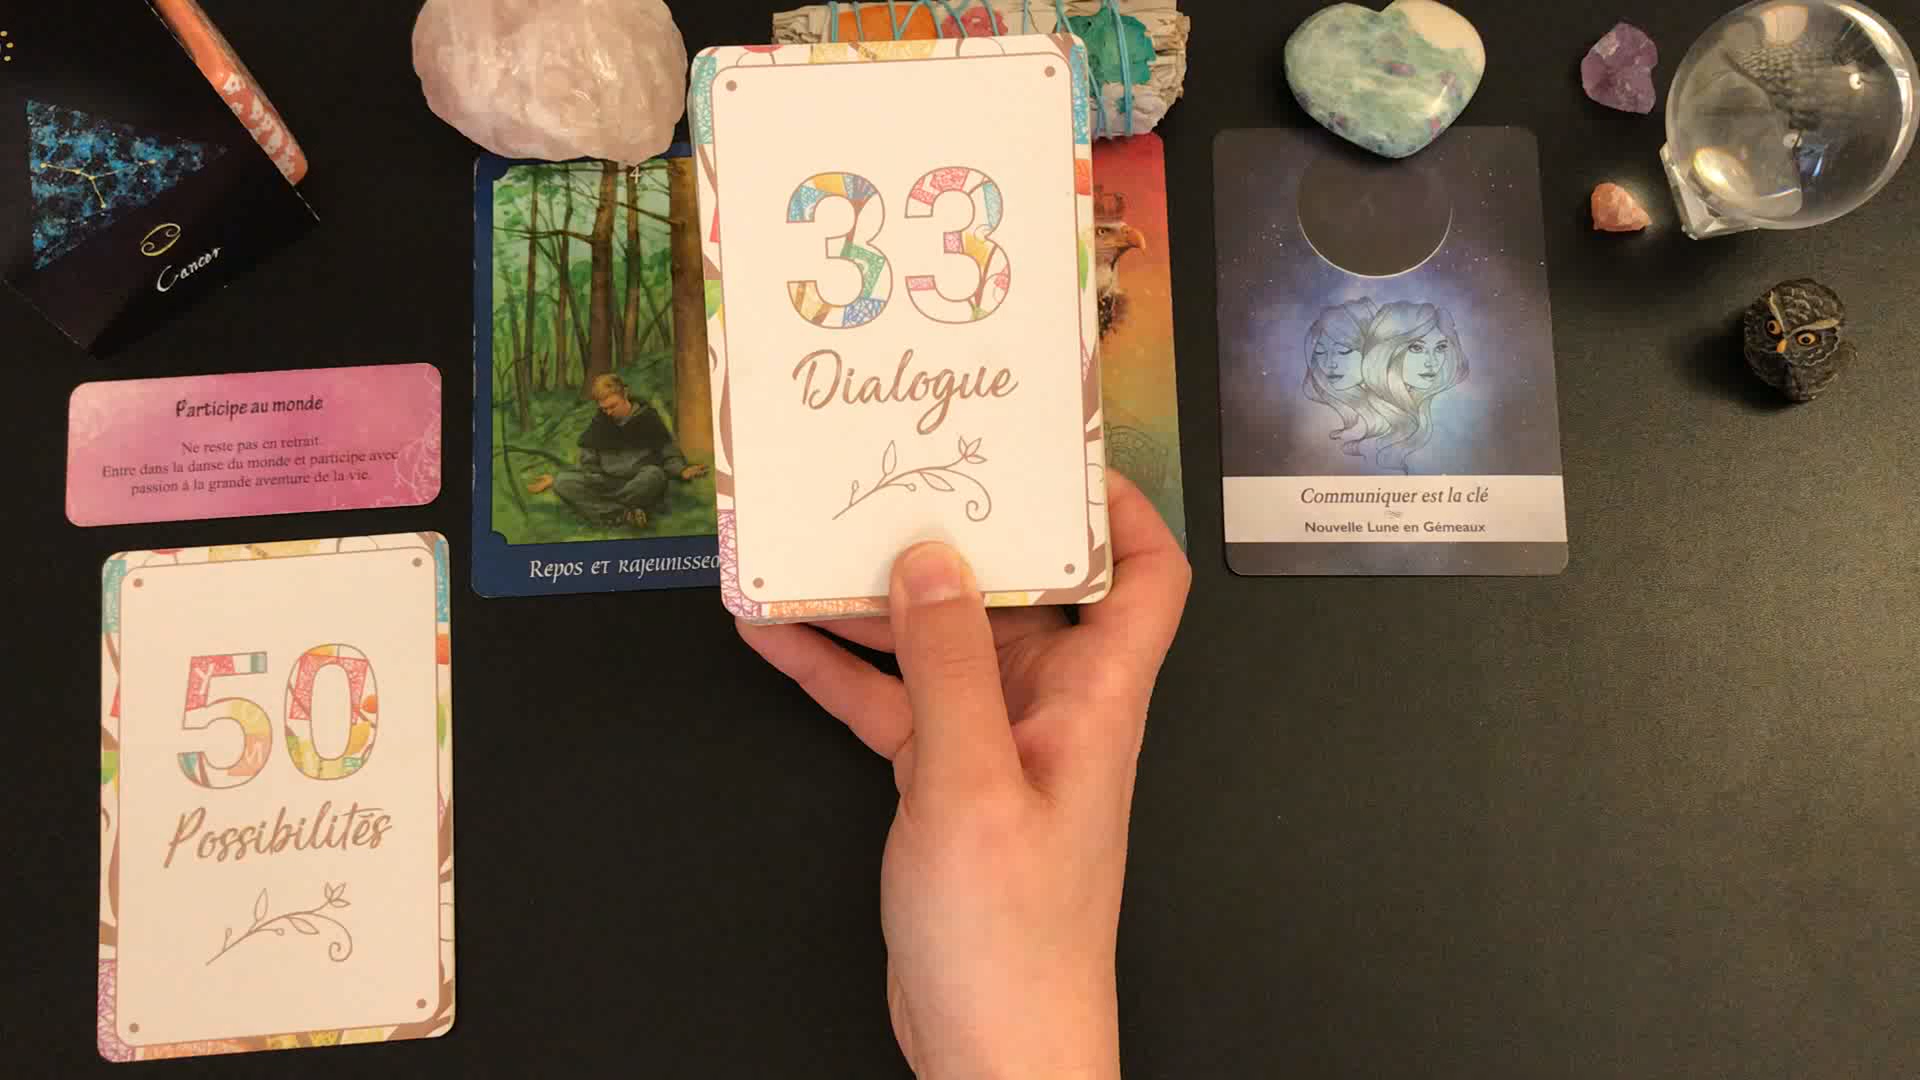 Cancer
Participe au monde
Ne reste pas en retrait.
Entre dans la danse du monde et participe avec
passion à la grande aventure de la vie.
50
Possibilités
4
Repos et rajeunisse
33
Dialogue
Communiquer est la clé
Nouvelle Lune en Gémeaux